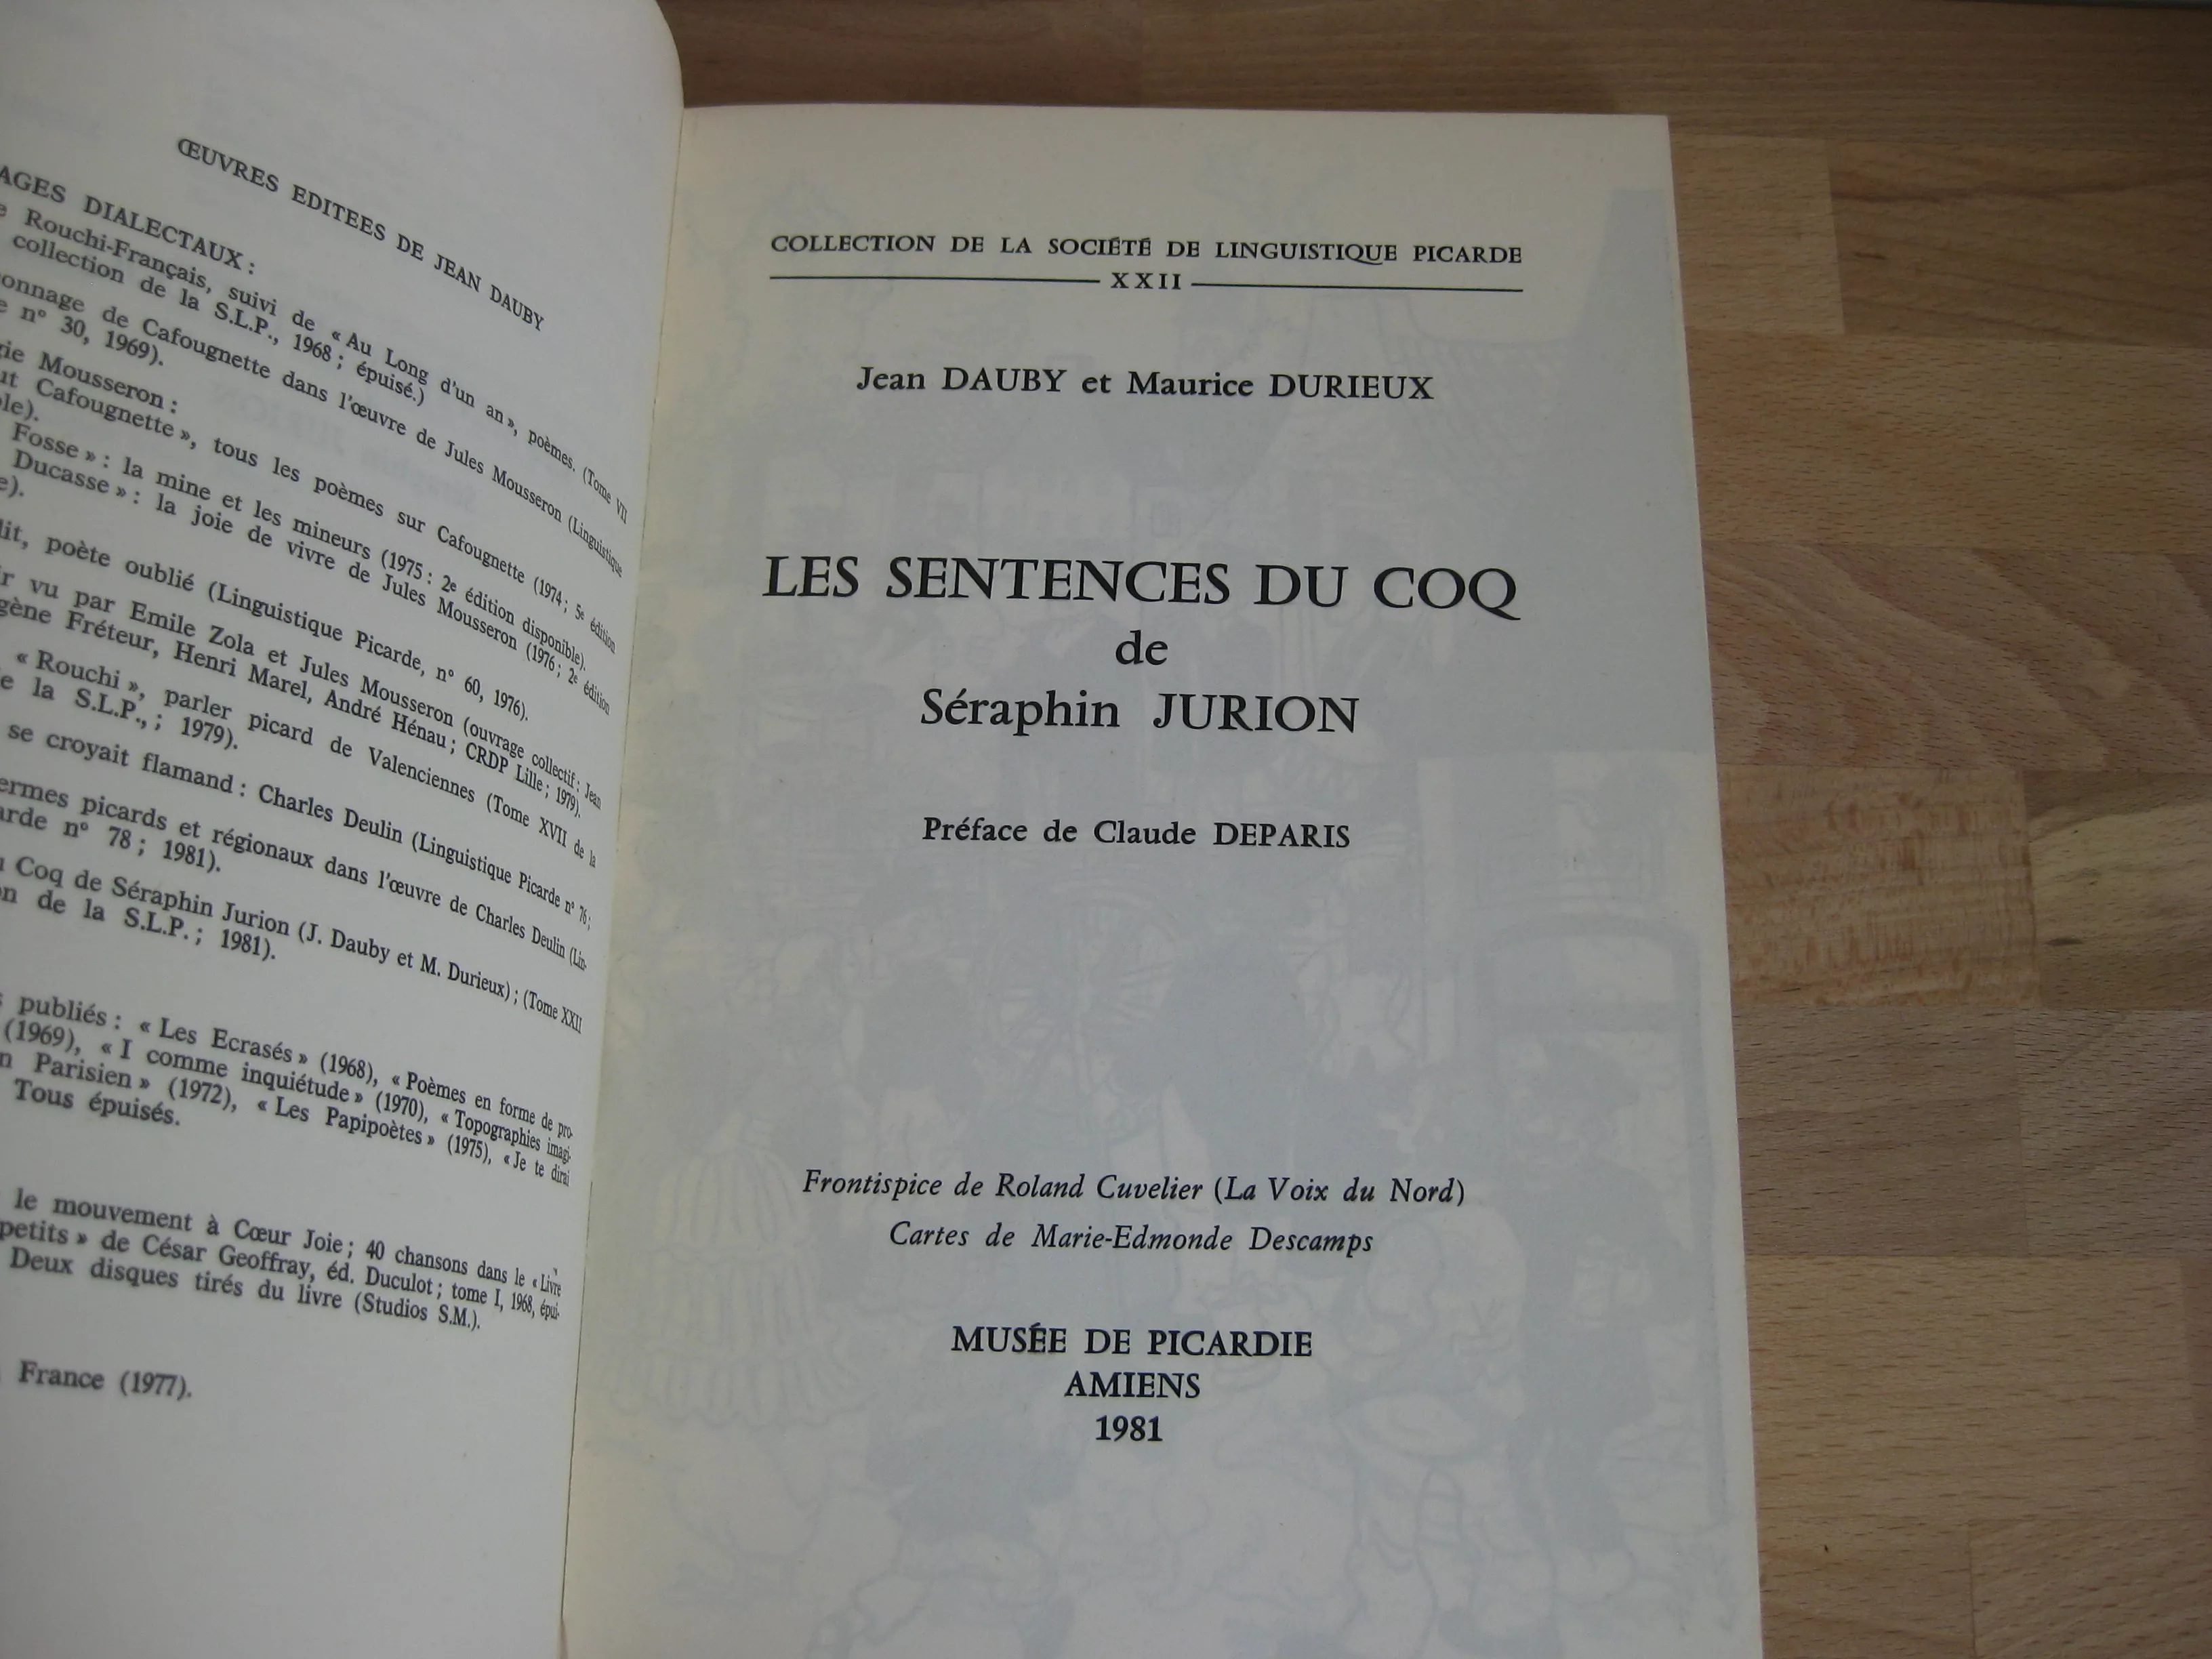 ŒUVRES EDITEES DE JEAN DAUBY
DIALECTAUX :
Rouchi-Français, suivi de « Au Long d'un an », poèmes. (Tome VII
collection de la S.L.P., 1968 ; épuisé.)
de Cafougnette dans l'œuvre de Jules Mousseron (Linguistique
n° 30, 1969).
Mousseron :
Cafougnette », tous les poèmes sur Cafougnette (1974 ; 5e édition
Fosse » : la mine et les mineurs (1975 : 2e édition disponible).
Ducasse » : la joie de vivre de Jules Mousseron (1976 ; 2e édition
poète oublié (Linguistique Picarde, n° 60, 1976).
vu par Emile Zola et Jules Mousseron (ouvrage collectif : Jean
Fréteur, Henri Marel, André Hénau ; CRDP Lille ; 1979).
« Rouchi », parler picard de Valenciennes (Tome XVII de la
la S.L.P., ; 1979).
se croyait flamand : Charles Deulin (Linguistique Picarde n° 76 ;
picards et régionaux dans l'œuvre de Charles Deulin (Lin-
n° 78 ; 1981).
Coq de Séraphin Jurion (J. Dauby et M. Durieux) ; (Tome XXII
de la S.L.P. ; 1981).
publiés : « Les Ecrasés » (1968), « Poèmes en forme de pro-
(1969), « I comme inquiétude » (1970), « Topographies imagi-
Parisien » (1972), « Les Papipoètes » (1975), « Je te dirai
Tous épuisés.
le mouvement à Cœur Joie ; 40 chansons dans le « Livre
petits » de César Geoffray, éd. Duculot ; tome I, 1968, épui-
Deux disques tirés du livre (Studios S.M.).
France (1977).
COLLECTION DE LA SOCIÉTÉ DE LINGUISTIQUE PICARDE
XXII
Jean DAUBY et Maurice DURIEUX
LES SENTENCES DU COQ
de
Séraphin JURION
Préface de Claude DEPARIS
Frontispice de Roland Cuvelier (La Voix du Nord)
Cartes de Marie-Edmonde Descamps
MUSÉE DE PICARDIE
AMIENS
1981